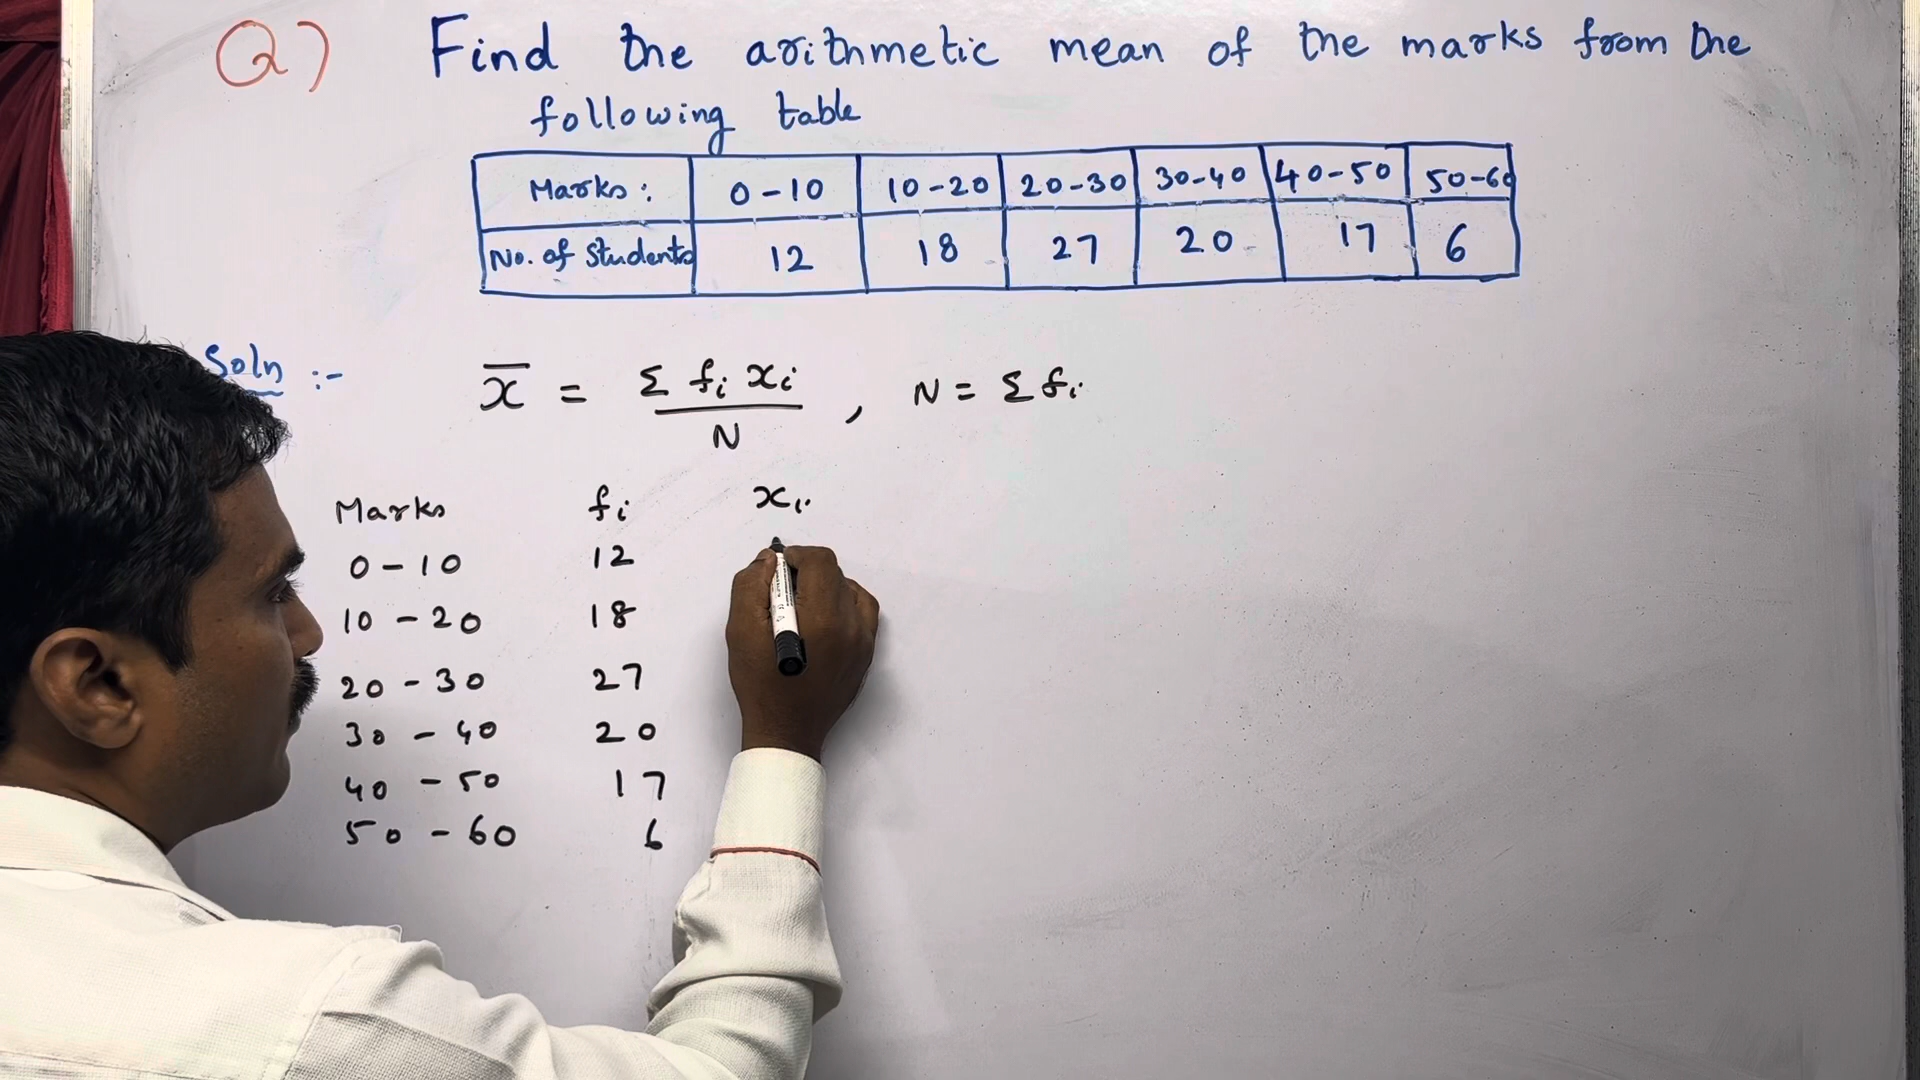 Q) Find the arithmetic mean of the marks from the
following table
Marks: 0-10 10-20 20-30 30-40 40-50 50-60
No. of Students 12 18 27 20 17 6
Soln :-
x̄ = Σ fᵢ xᵢ / N , N = Σ fᵢ
Marks fᵢ xᵢ
0-10 12
10-20 18
20-30 27
30-40 20
40-50 17
50-60 6